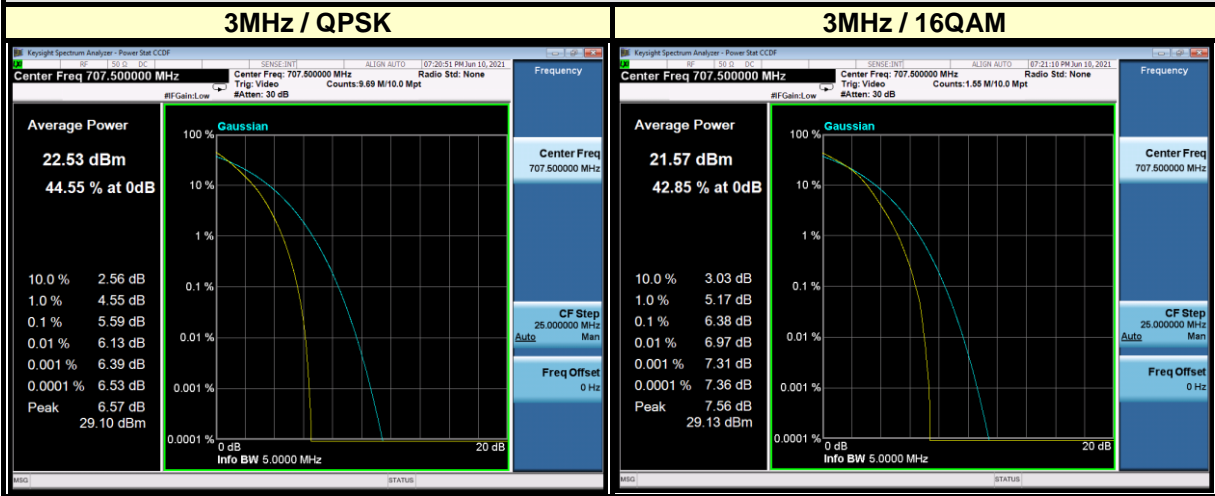 3MHz / QPSK
Keysight Spectrum Analyzer - Power Stat CCDF
RF 50 Ω DC SENSE:INT ALIGN AUTO 07:20:51 PM Jun 10, 2021
Center Freq 707.500000 MHz
Center Freq: 707.500000 MHz Radio Std: None
Trig: Video Counts:9.69 M/10.0 Mpt
#IFGain:Low #Atten: 30 dB
Average Power
22.53 dBm
44.55 % at 0dB
10.0 % 2.56 dB
1.0 % 4.55 dB
0.1 % 5.59 dB
0.01 % 6.13 dB
0.001 % 6.39 dB
0.0001 % 6.53 dB
Peak 6.57 dB
29.10 dBm
Gaussian
100 %
10 %
1 %
0.1 %
0.01 %
0.001 %
0.0001 %
0 dB 20 dB
Info BW 5.0000 MHz
Frequency
Center Freq
707.500000 MHz
CF Step
25.000000 MHz
Auto Man
Freq Offset
0 Hz
MSG STATUS
3MHz / 16QAM
Keysight Spectrum Analyzer - Power Stat CCDF
RF 50 Ω DC SENSE:INT ALIGN AUTO 07:21:10 PM Jun 10, 2021
Center Freq 707.500000 MHz
Center Freq: 707.500000 MHz Radio Std: None
Trig: Video Counts:1.55 M/10.0 Mpt
#IFGain:Low #Atten: 30 dB
Average Power
21.57 dBm
42.85 % at 0dB
10.0 % 3.03 dB
1.0 % 5.17 dB
0.1 % 6.38 dB
0.01 % 6.97 dB
0.001 % 7.31 dB
0.0001 % 7.36 dB
Peak 7.56 dB
29.13 dBm
Gaussian
100 %
10 %
1 %
0.1 %
0.01 %
0.001 %
0.0001 %
0 dB 20 dB
Info BW 5.0000 MHz
Frequency
Center Freq
707.500000 MHz
CF Step
25.000000 MHz
Auto Man
Freq Offset
0 Hz
MSG STATUS